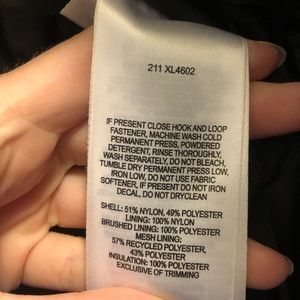 211 XL4602
IF PRESENT CLOSE HOOK AND LOOP
FASTENER, MACHINE WASH COLD
PERMANENT PRESS, POWDERED
DETERGENT, RINSE THOROUGHLY,
WASH SEPARATELY, DO NOT BLEACH,
TUMBLE DRY PERMANENT PRESS LOW,
IRON LOW, DO NOT USE FABRIC
SOFTENER, IF PRESENT DO NOT IRON
DECAL, DO NOT DRYCLEAN
SHELL: 51% NYLON, 49% POLYESTER
LINING: 100% NYLON
BRUSHED LINING: 100% POLYESTER
MESH LINING:
57% RECYCLED POLYESTER,
43% POLYESTER
INSULATION: 100% POLYESTER
EXCLUSIVE OF TRIMMING